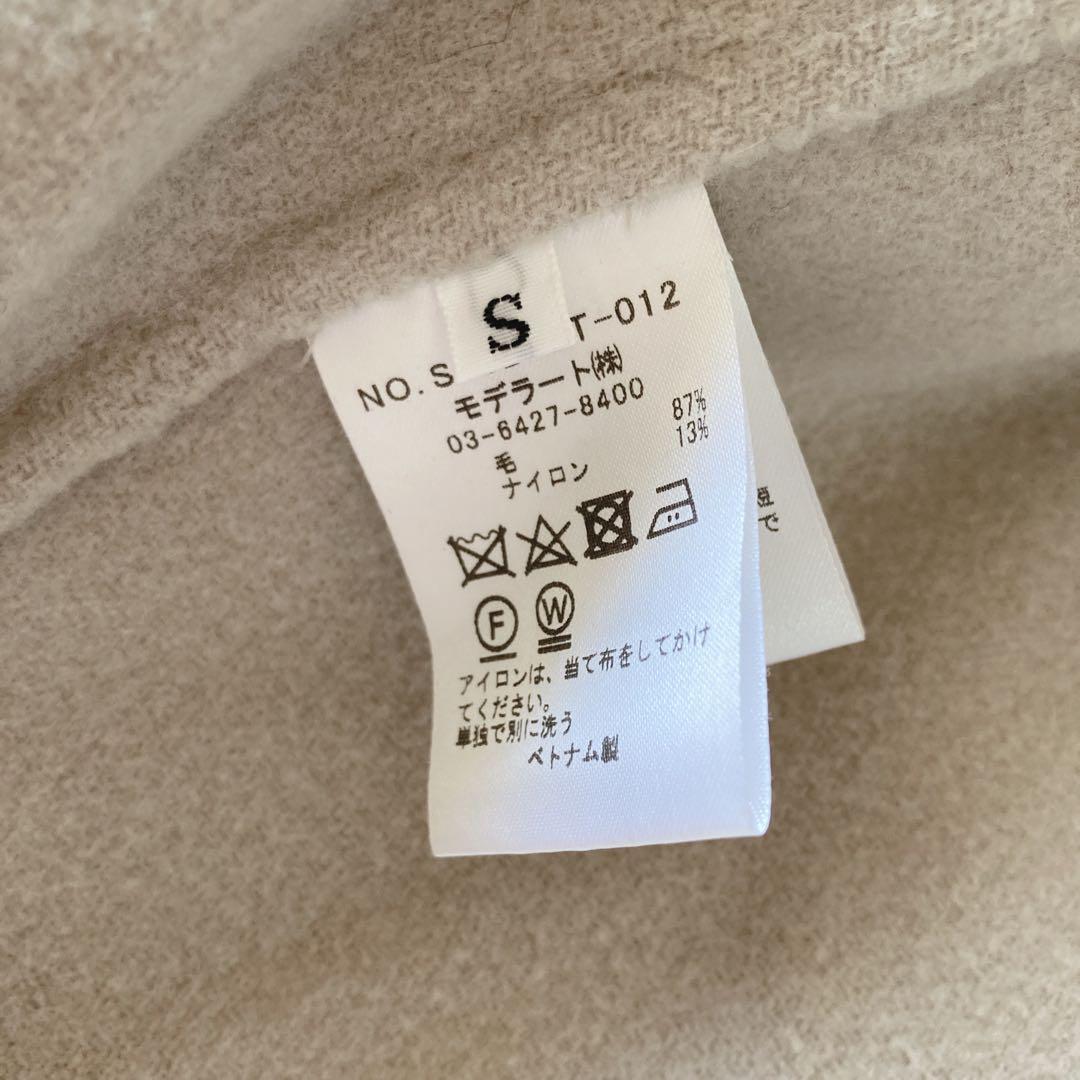 S
NO.S T-012
モデラート(株)
03-6427-8400
毛 87%
ナイロン 13%
F W
アイロンは、当て布をしてかけ
てください。
単独で別に洗う
ベトナム製
で